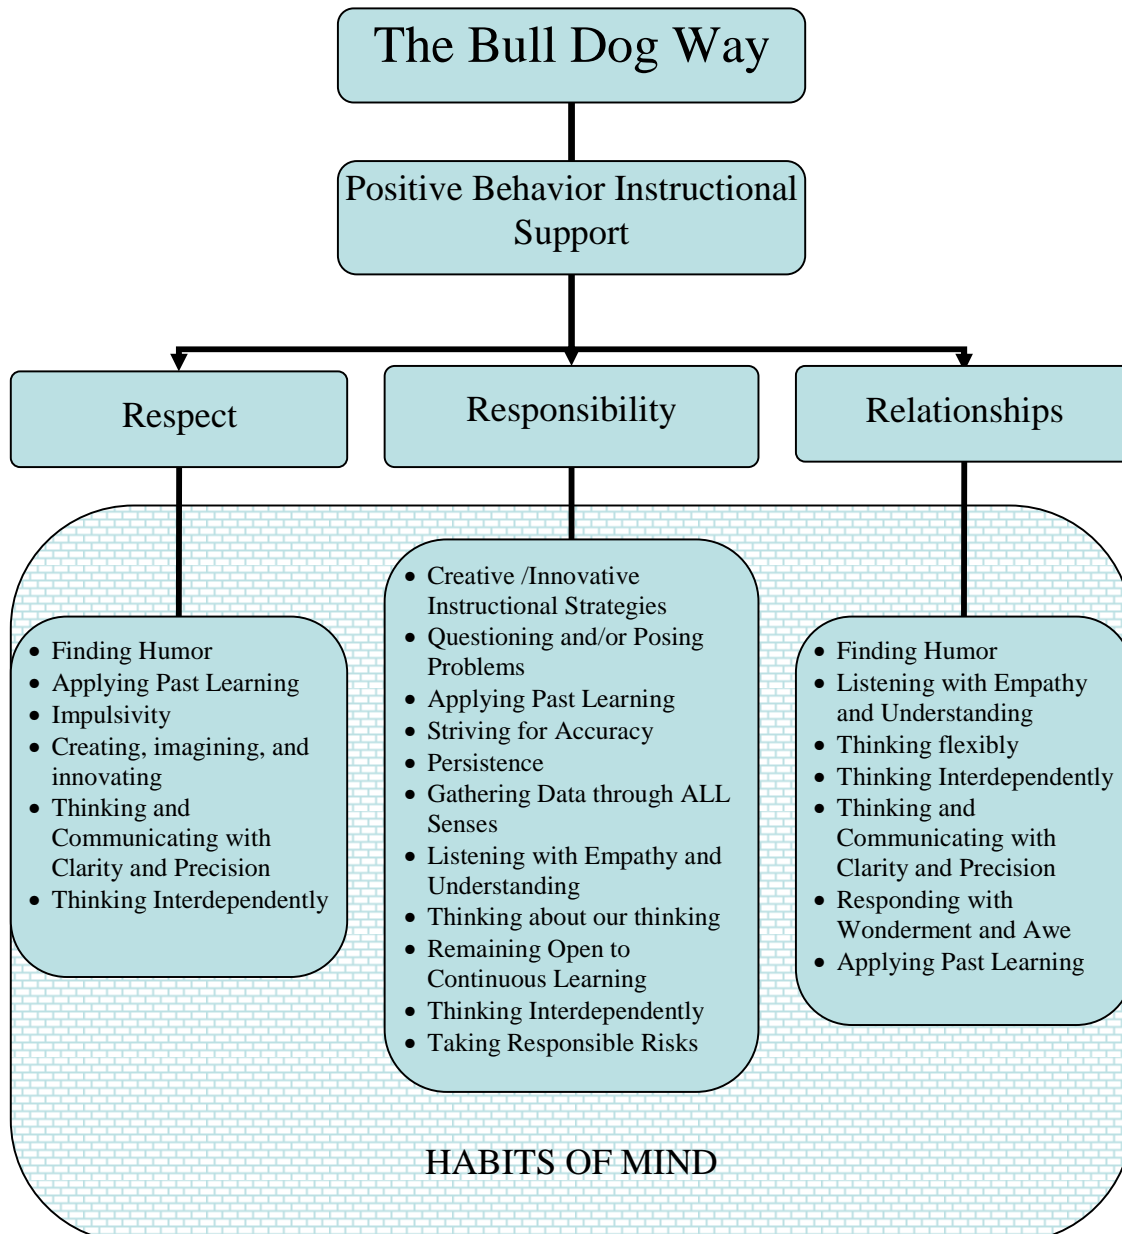 The Bull Dog Way
Positive Behavior Instructional
Support
Respect
Responsibility
Relationships
• Finding Humor
• Applying Past Learning
• Impulsivity
• Creating, imagining, and
innovating
• Thinking and
Communicating with
Clarity and Precision
• Thinking Interdependently
• Creative /Innovative
Instructional Strategies
• Questioning and/or Posing
Problems
• Applying Past Learning
• Striving for Accuracy
• Persistence
• Gathering Data through ALL
Senses
• Listening with Empathy and
Understanding
• Thinking about our thinking
• Remaining Open to
Continuous Learning
• Thinking Interdependently
• Taking Responsible Risks
• Finding Humor
• Listening with Empathy
and Understanding
• Thinking flexibly
• Thinking Interdependently
• Thinking and
Communicating with
Clarity and Precision
• Responding with
Wonderment and Awe
• Applying Past Learning
HABITS OF MIND